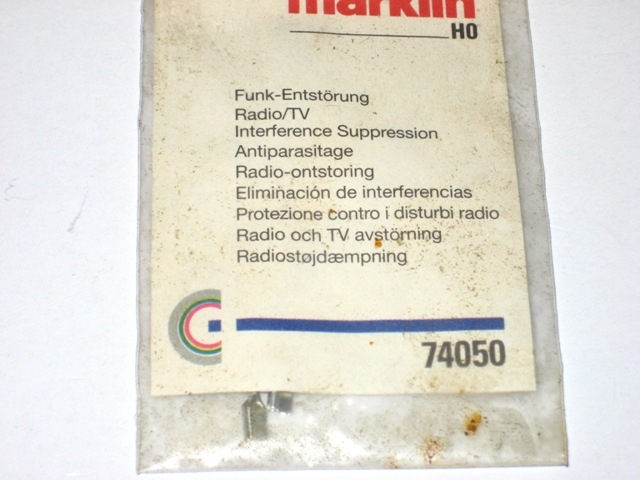 märklin
H0
Funk-Entstörung
Radio/TV
Interference Suppression
Antiparasitage
Radio-ontstoring
Eliminación de interferencias
Protezione contro i disturbi radio
Radio och TV avstörning
Radiostøjdæmpning
74050